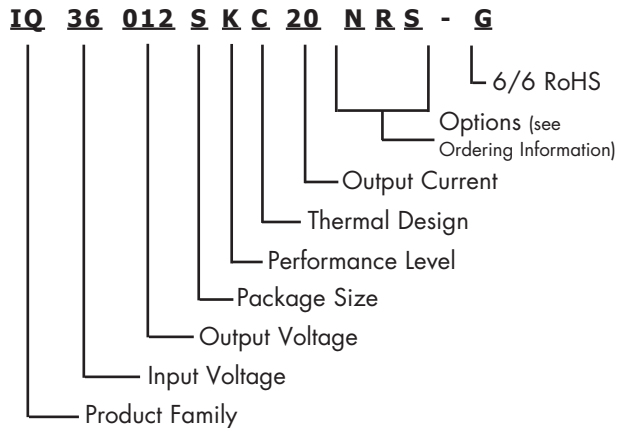 IQ 36 012 S K C 20 N R S - G
6/6 RoHS
Options (see
Ordering Information)
Output Current
Thermal Design
Performance Level
Package Size
Output Voltage
Input Voltage
Product Family